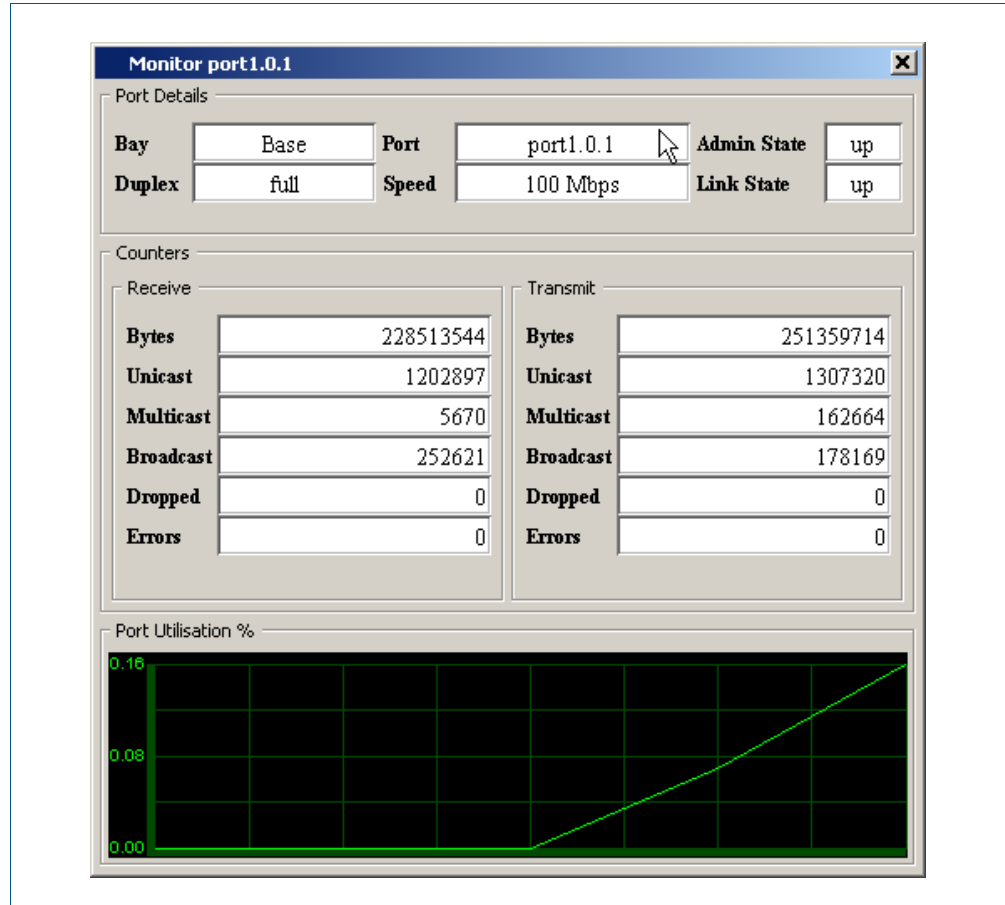 Monitor port1.0.1
Port Details
Bay Base Port port1.0.1 Admin State up
Duplex full Speed 100 Mbps Link State up
Counters
Receive
Bytes 228513544
Unicast 1202897
Multicast 5670
Broadcast 252621
Dropped 0
Errors 0
Transmit
Bytes 251359714
Unicast 1307320
Multicast 162664
Broadcast 178169
Dropped 0
Errors 0
Port Utilisation %
0.16
0.08
0.00